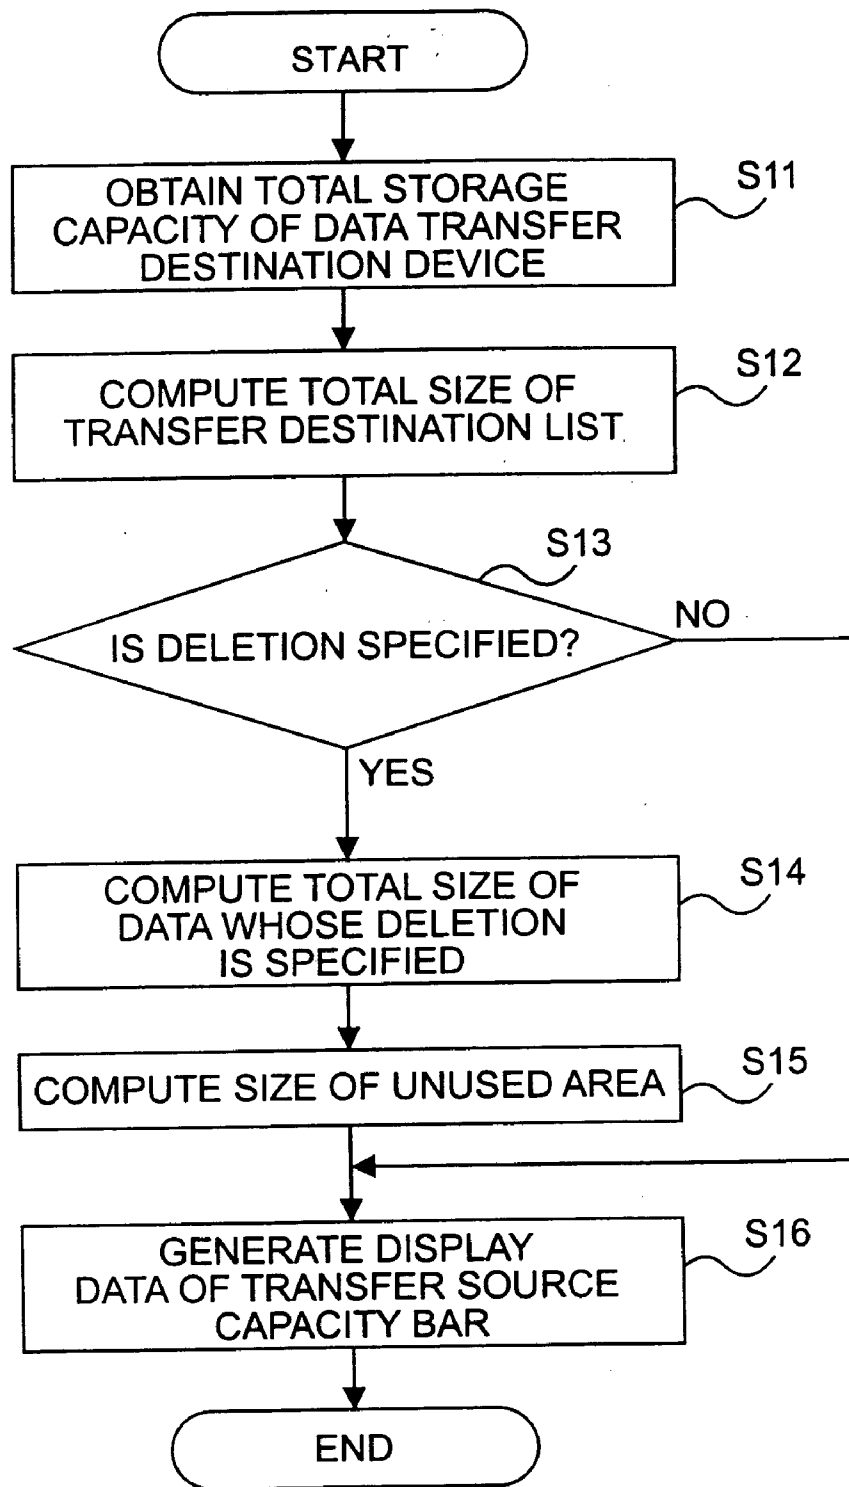 START
OBTAIN TOTAL STORAGE
CAPACITY OF DATA TRANSFER
DESTINATION DEVICE
S11
COMPUTE TOTAL SIZE OF
TRANSFER DESTINATION LIST
S12
S13
IS DELETION SPECIFIED?
NO
YES
COMPUTE TOTAL SIZE OF
DATA WHOSE DELETION
IS SPECIFIED
S14
COMPUTE SIZE OF UNUSED AREA
S15
GENERATE DISPLAY
DATA OF TRANSFER SOURCE
CAPACITY BAR
S16
END